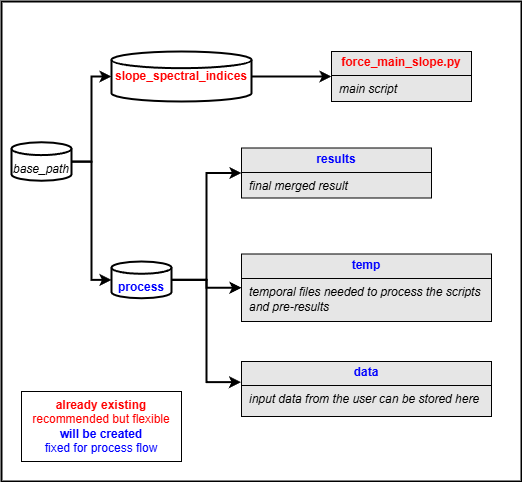 force_main_slope.py
slope_spectral_indices
main script
results
base_path
final merged result
temp
process
temporal files needed to process the scripts
and pre-results
data
input data from the user can be stored here
already existing
recommended but flexible
will be created
fixed for process flow